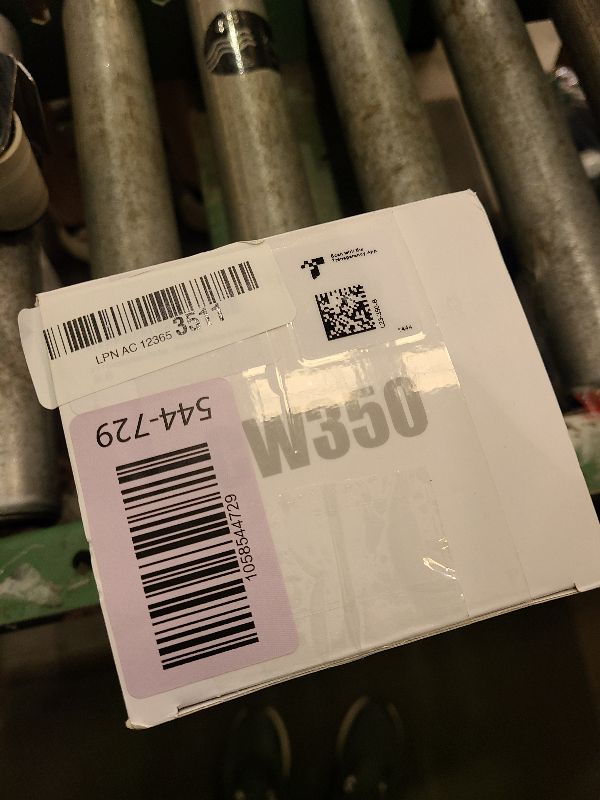 LPN AC 12365 3511
Scan with the
Transparency App
W350
544-729
1058544729